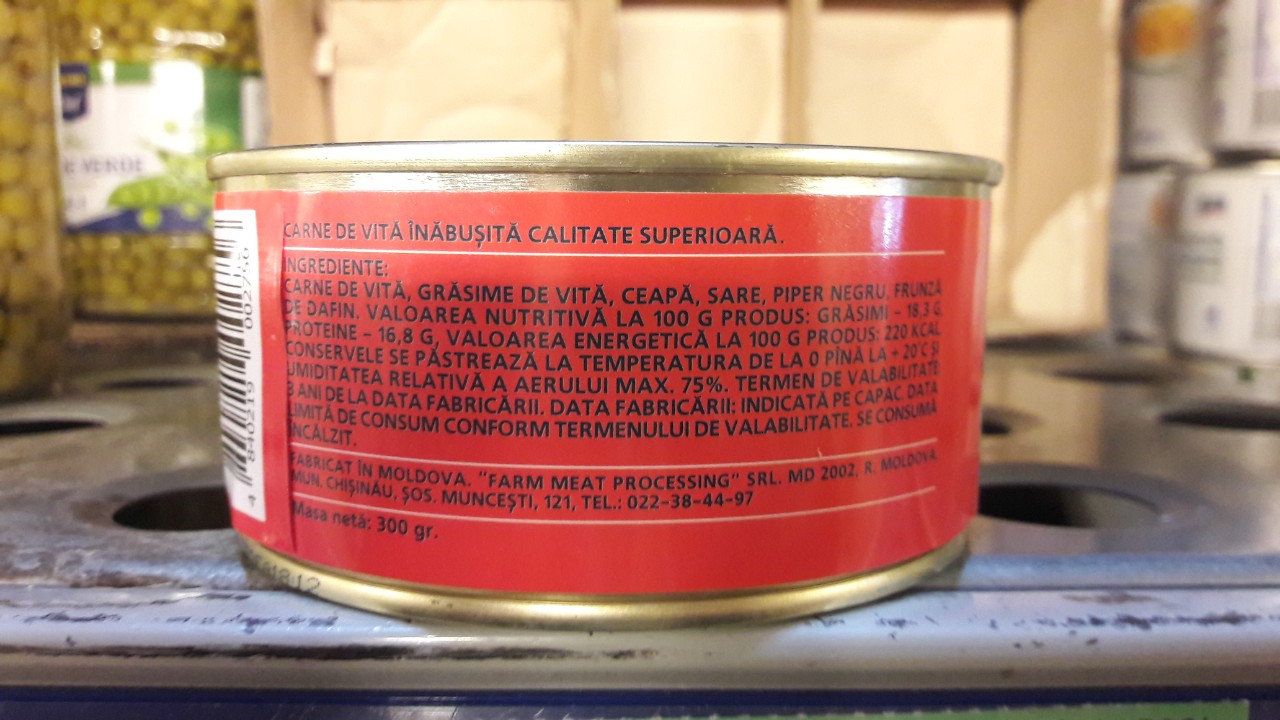 E VERDE
CARNE DE VITĂ ÎNĂBUȘITĂ CALITATE SUPERIOARĂ.
INGREDIENTE:
CARNE DE VITĂ, GRĂSIME DE VITĂ, CEAPĂ, SARE, PIPER NEGRU, FRUNZĂ
DE DAFIN. VALOAREA NUTRITIVĂ LA 100 G PRODUS: GRĂSIMI – 18,3 G,
PROTEINE – 16,8 G, VALOAREA ENERGETICĂ LA 100 G PRODUS: 220 KCAL.
CONSERVELE SE PĂSTREAZĂ LA TEMPERATURA DE LA 0 PÎNĂ LA + 20°C ȘI
UMIDITATEA RELATIVĂ A AERULUI MAX. 75%. TERMEN DE VALABILITATE:
3 ANI DE LA DATA FABRICĂRII. DATA FABRICĂRII: INDICATĂ PE CAPAC. DATA
LIMITĂ DE CONSUM CONFORM TERMENULUI DE VALABILITATE. SE CONSUMĂ
ÎNCĂLZIT.
FABRICAT ÎN MOLDOVA. "FARM MEAT PROCESSING" SRL. MD 2002, R. MOLDOVA,
MUN. CHIȘINĂU, ȘOS. MUNCEȘTI, 121, TEL.: 022-38-44-97
Masa netă: 300 gr.
4 840219 002750